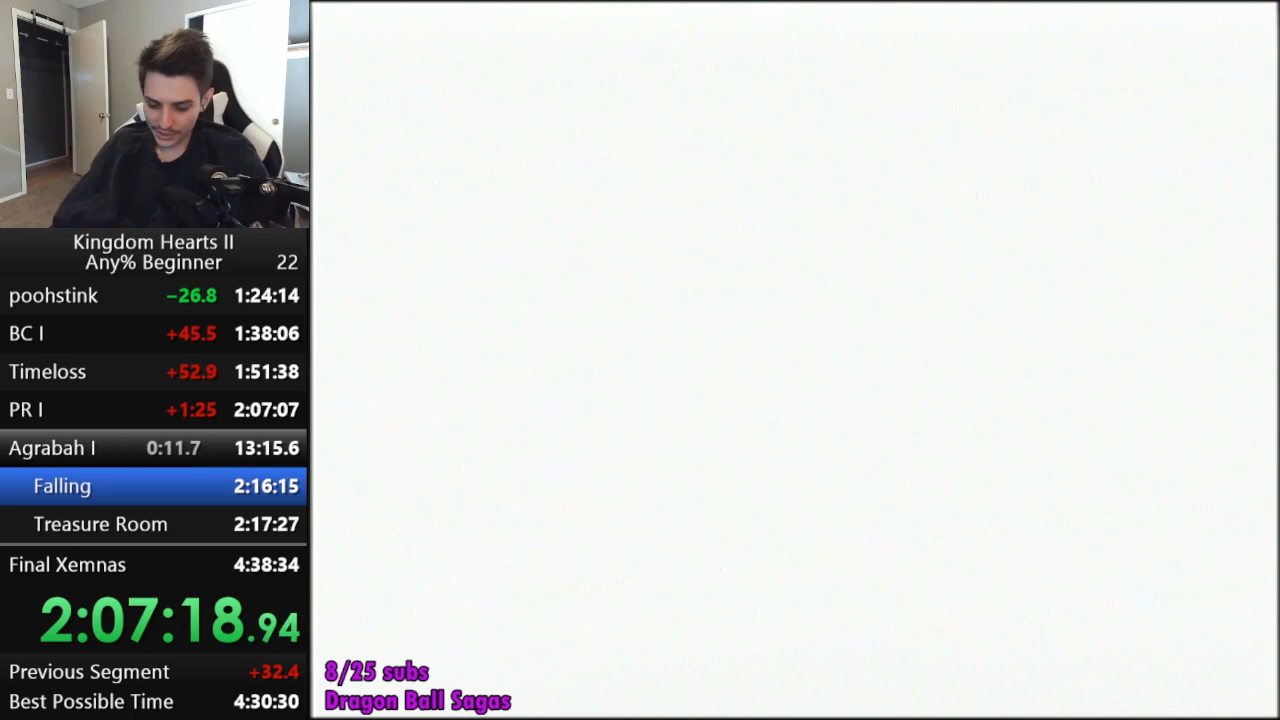 Kingdom Hearts II
Any% Beginner 22
poohstink −26.8 1:24:14
BC I +45.5 1:38:06
Timeloss +52.9 1:51:38
PR I +1:25 2:07:07
Agrabah I 0:11.7 13:15.6
Falling 2:16:15
Treasure Room 2:17:27
Final Xemnas 4:38:34
2:07:18.94
Previous Segment +32.4
Best Possible Time 4:30:30
8/25 subs
Dragon Ball Sagas